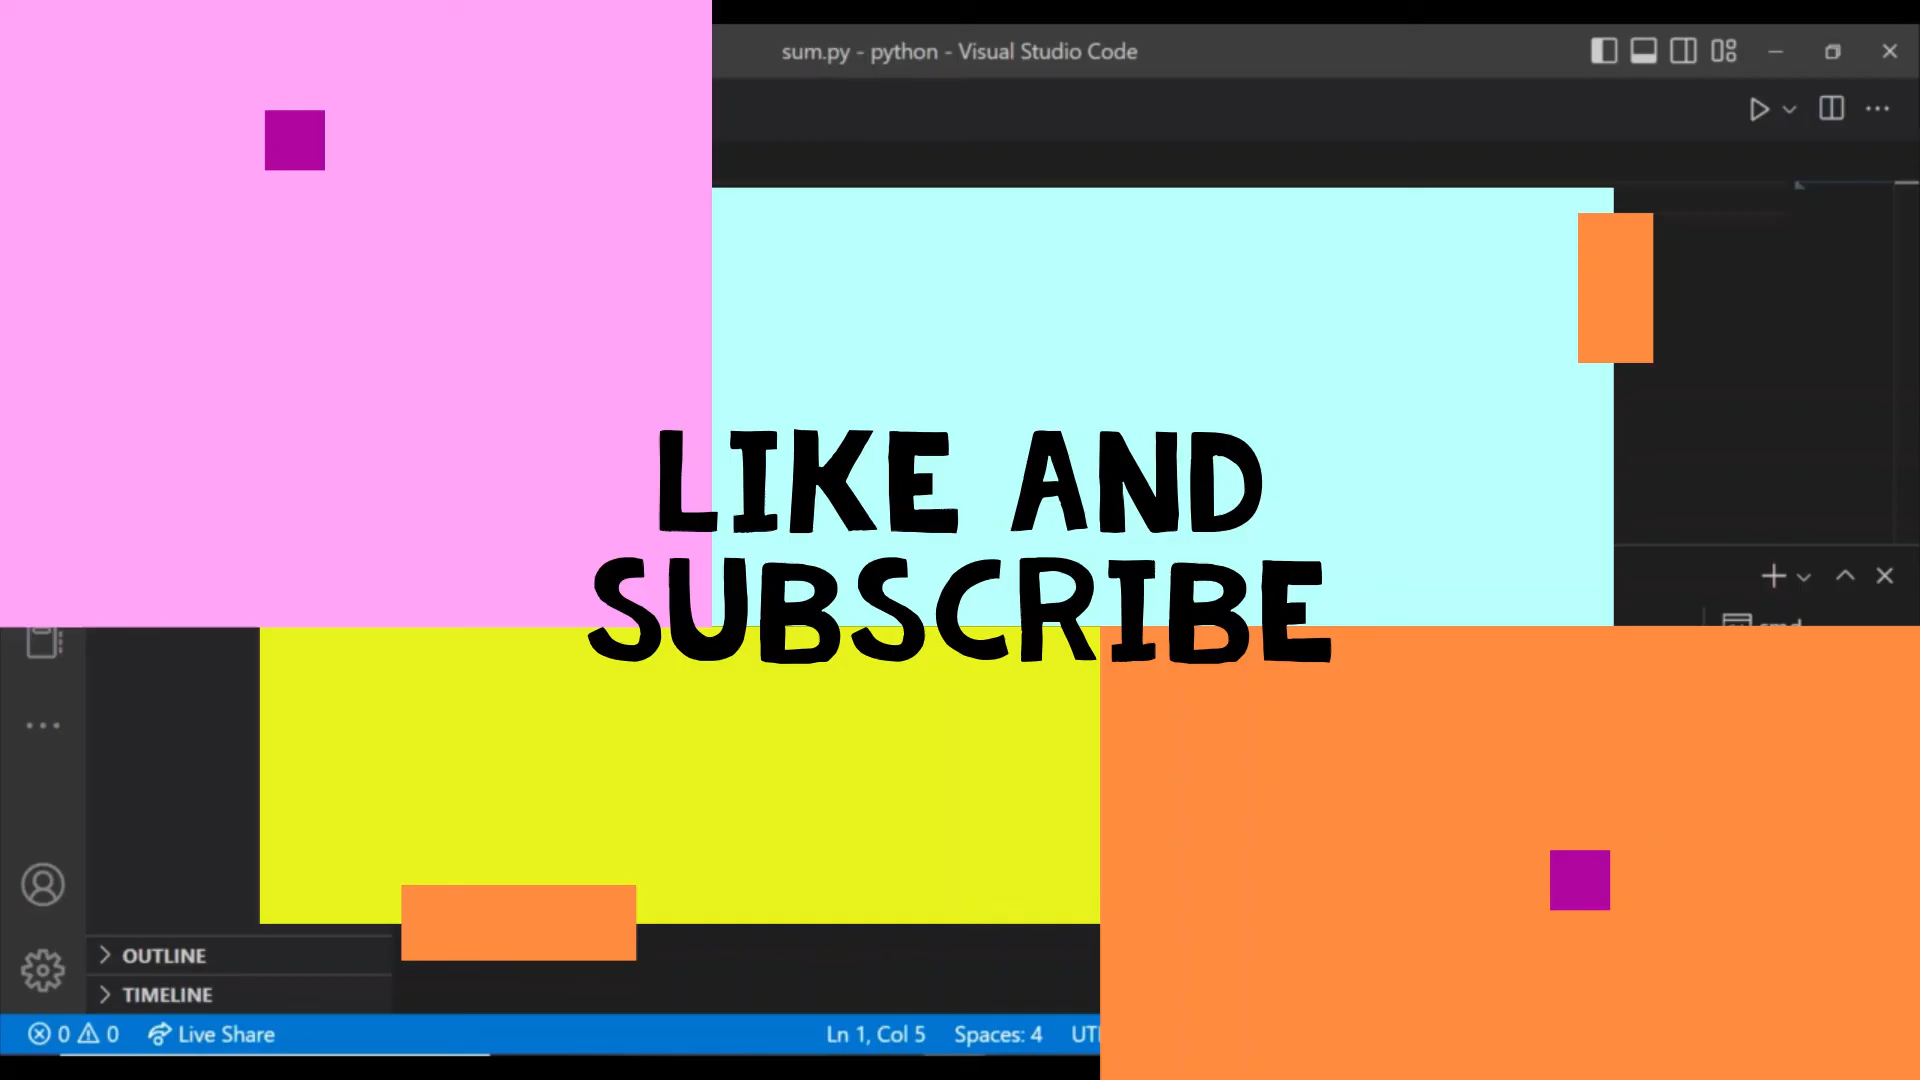 sum.py - python - Visual Studio Code
LIKE AND
SUBSCRIBE
OUTLINE
TIMELINE
0 0 Live Share Ln 1, Col 5 Spaces: 4